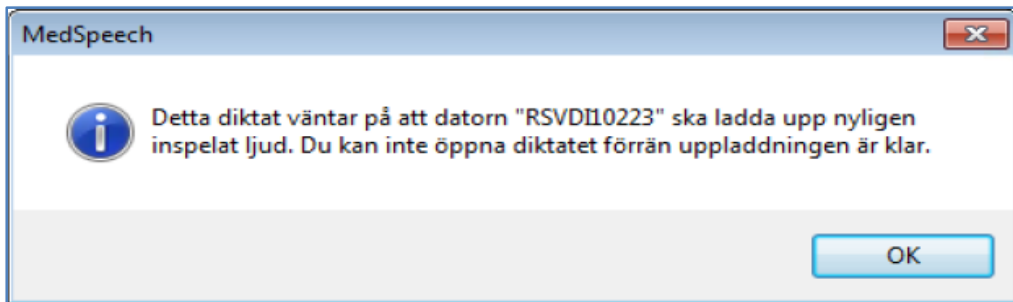 MedSpeech
Detta diktat väntar på att datorn "RSVDI10223" ska ladda upp nyligen
inspelat ljud. Du kan inte öppna diktatet förrän uppladdningen är klar.
OK